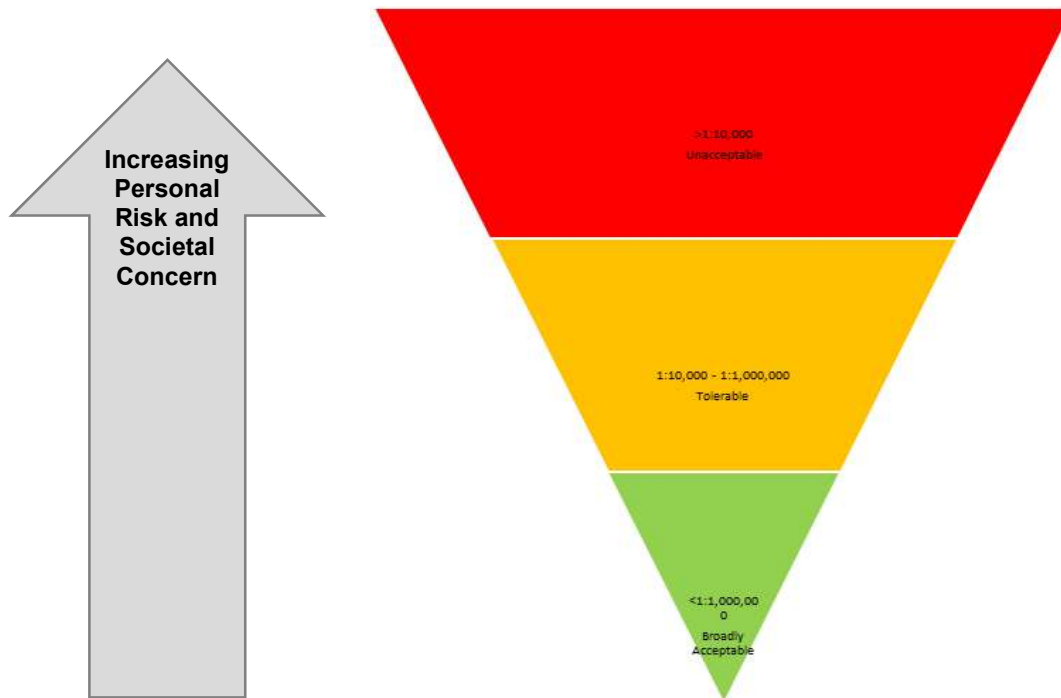 Increasing
Personal
Risk and
Societal
Concern
>1:10,000
Unacceptable
1:10,000 - 1:1,000,000
Tolerable
<1:1,000,00
0
Broadly
Acceptable